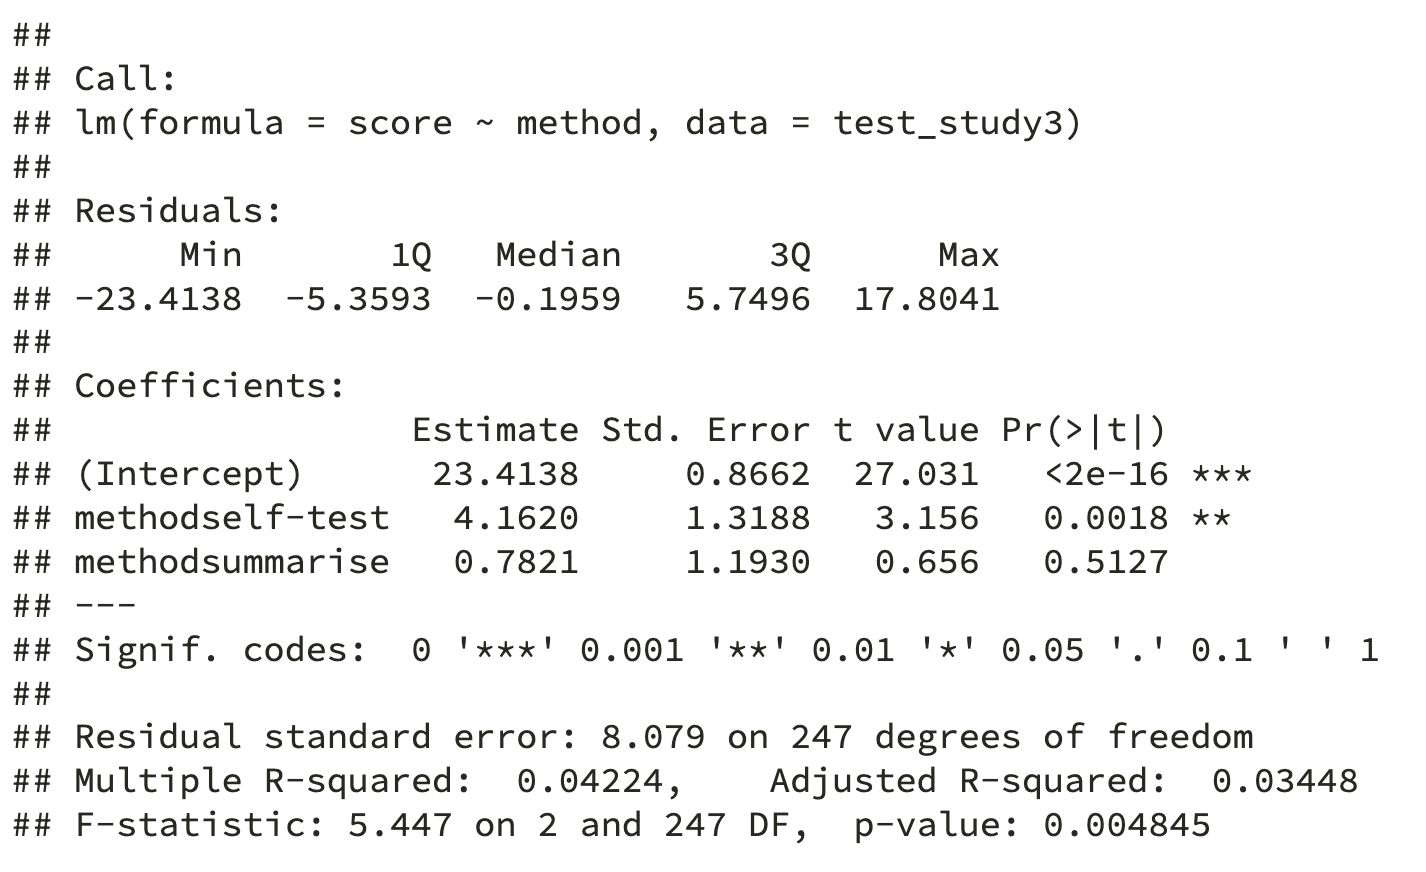 ##
## Call:
## lm(formula = score ~ method, data = test_study3)
##
## Residuals:
##      Min       1Q   Median       3Q      Max
## -23.4138  -5.3593  -0.1959   5.7496  17.8041
##
## Coefficients:
##                Estimate Std. Error t value Pr(>|t|)
## (Intercept)     23.4138     0.8662  27.031   <2e-16 ***
## methodself-test  4.1620     1.3188   3.156   0.0018 **
## methodsummarise  0.7821     1.1930   0.656   0.5127
## ---
## Signif. codes:  0 '***' 0.001 '**' 0.01 '*' 0.05 '.' 0.1 ' ' 1
##
## Residual standard error: 8.079 on 247 degrees of freedom
## Multiple R-squared:  0.04224,    Adjusted R-squared:  0.03448
## F-statistic: 5.447 on 2 and 247 DF,  p-value: 0.004845